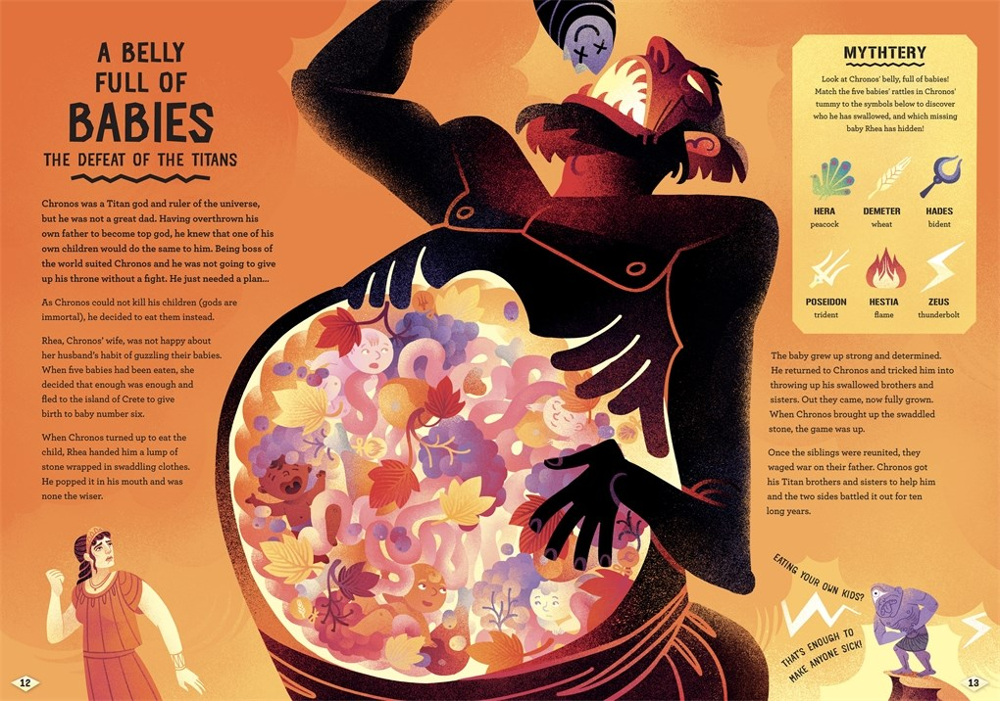 A BELLY
FULL OF
BABIES
THE DEFEAT OF THE TITANS
Chronos was a Titan god and ruler of the universe,
but he was not a great dad. Having overthrown his
own father to become top god, he knew that one of his
own children would do the same to him. Being boss of
the world suited Chronos and he was not going to give
up his throne without a fight. He just needed a plan...
As Chronos could not kill his children (gods are
immortal), he decided to eat them instead.
Rhea, Chronos' wife, was not happy about
her husband's habit of guzzling their babies.
When five babies had been eaten, she
decided that enough was enough and
fled to the island of Crete to give
birth to baby number six.
When Chronos turned up to eat the
child, Rhea handed him a lump of
stone wrapped in swaddling clothes.
He popped it in his mouth and was
none the wiser.
12
MYTHTERY
Look at Chronos' belly, full of babies!
Match the five babies' rattles in Chronos'
tummy to the symbols below to discover
who he has swallowed, and which missing
baby Rhea has hidden!
HERA
peacock
DEMETER
wheat
HADES
bident
POSEIDON
trident
HESTIA
flame
ZEUS
thunderbolt
The baby grew up strong and determined.
He returned to Chronos and tricked him into
throwing up his swallowed brothers and
sisters. Out they came, now fully grown.
When Chronos brought up the swaddled
stone, the game was up.
Once the siblings were reunited, they
waged war on their father. Chronos got
his Titan brothers and sisters to help him
and the two sides battled it out for ten
long years.
EATING YOUR OWN KIDS?
THAT'S ENOUGH TO
MAKE ANYONE SICK!
13